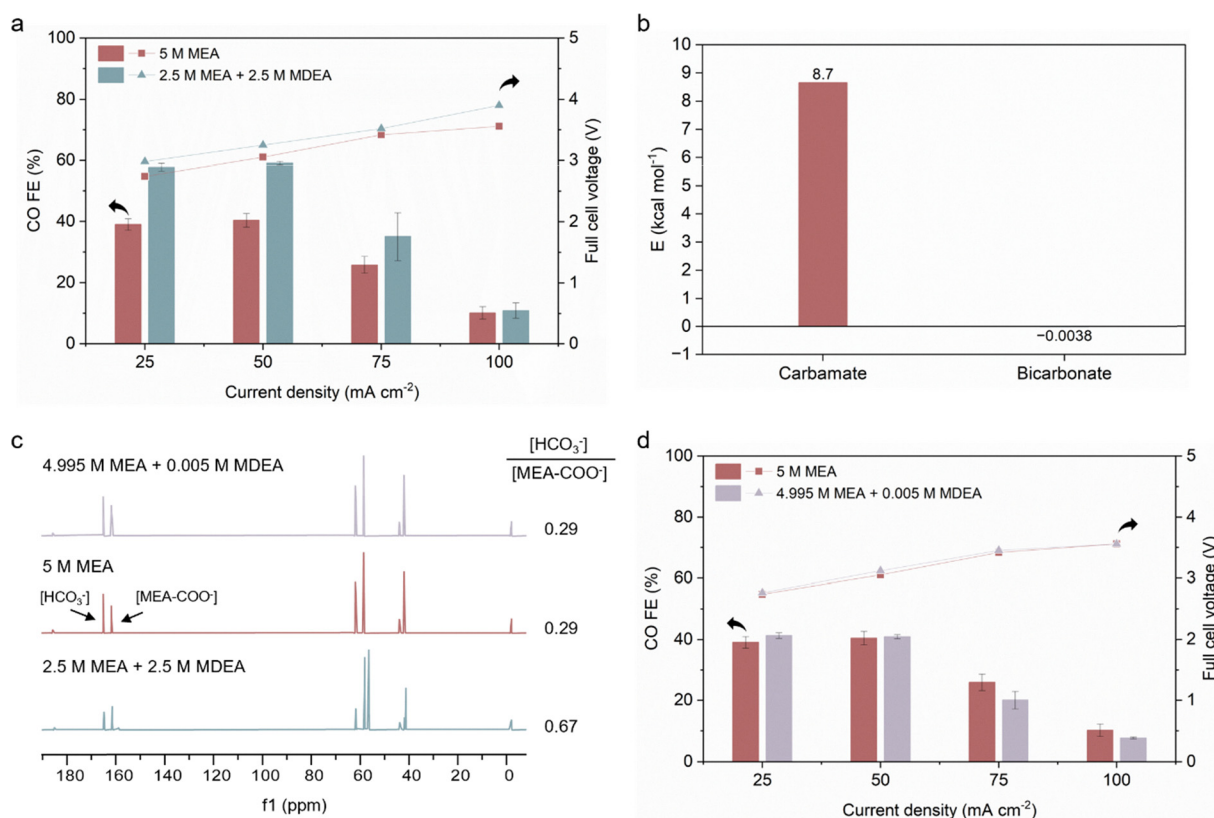 a
5 M MEA
2.5 M MEA + 2.5 M MDEA
100
80
60
40
20
0
CO FE (%)
5
4
3
2
1
0
Full cell voltage (V)
25 50 75 100
Current density (mA cm⁻²)
b
10
9
8
7
6
5
4
3
2
1
0
−1
E (kcal mol⁻¹)
8.7
−0.0038
Carbamate Bicarbonate
c
[HCO₃⁻]
[MEA-COO⁻]
4.995 M MEA + 0.005 M MDEA
0.29
5 M MEA
[HCO₃⁻] [MEA-COO⁻]
0.29
2.5 M MEA + 2.5 M MDEA
0.67
180 160 140 120 100 80 60 40 20 0
f1 (ppm)
d
5 M MEA
4.995 M MEA + 0.005 M MDEA
100
80
60
40
20
0
CO FE (%)
5
4
3
2
1
0
Full cell voltage (V)
25 50 75 100
Current density (mA cm⁻²)